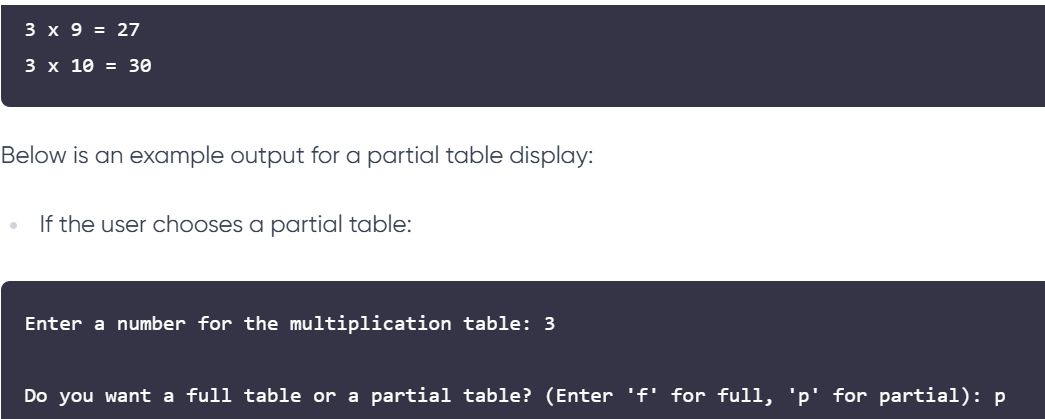 3 x 9 = 27
3 x 10 = 30
Below is an example output for a partial table display:
If the user chooses a partial table:
Enter a number for the multiplication table: 3
Do you want a full table or a partial table? (Enter 'f' for full, 'p' for partial): p